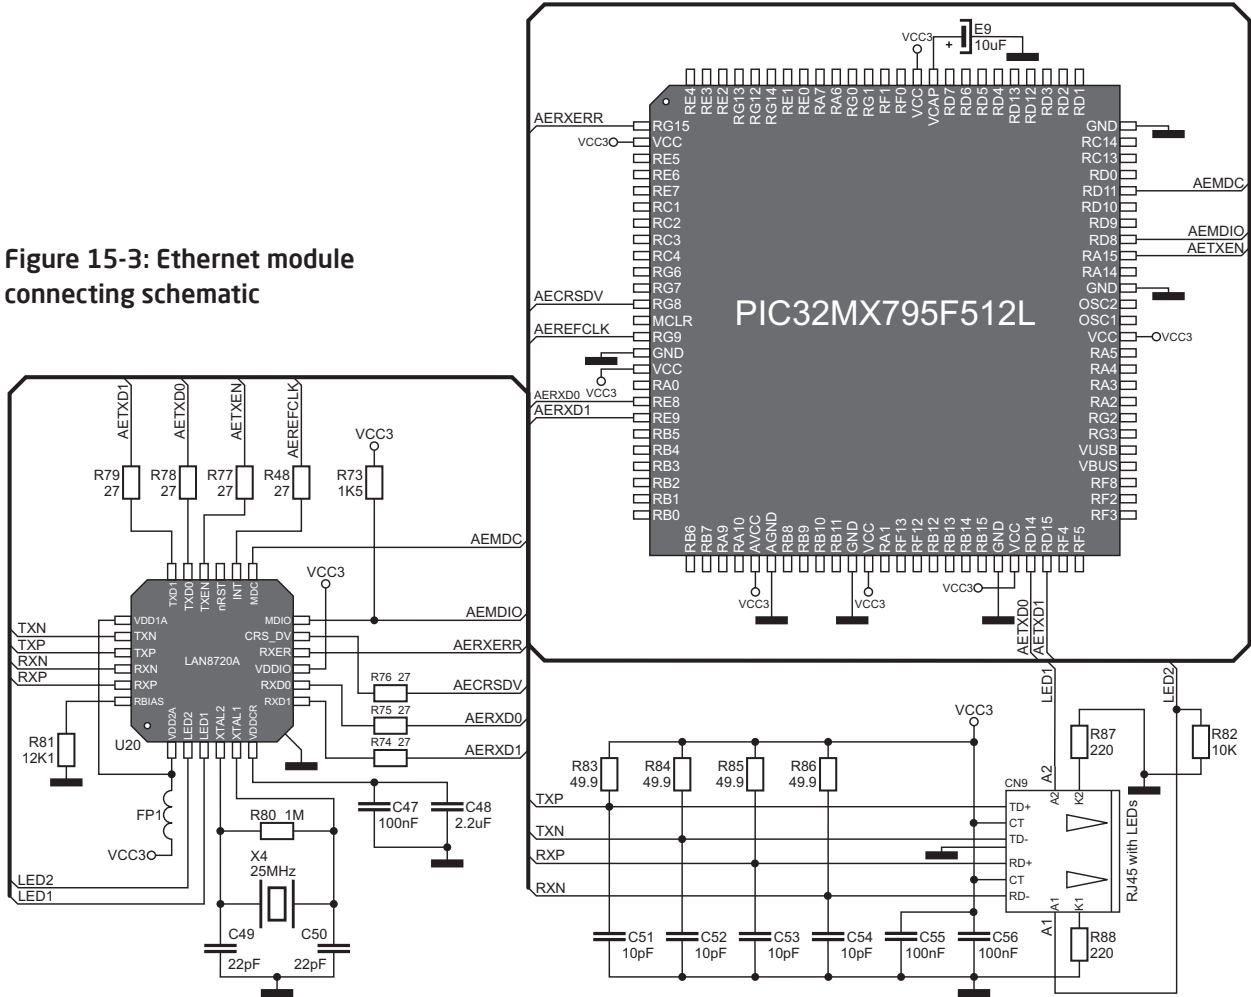 Figure 15-3: Ethernet module
connecting schematic
VCC3
E9
+
10uF
RE4
RE3
RE2
RG13
RG12
RG14
RE1
RE0
RA7
RA6
RG0
RG1
RF1
RF0
VCC
VCAP
RD7
RD6
RD5
RD4
RD13
RD12
RD3
RD2
RD1
AERXERR
VCC3
AECRSDV
AEREFCLK
VCC3
AERXD0
AERXD1
RG15
VCC
RE5
RE6
RE7
RC1
RC2
RC3
RC4
RG6
RG7
RG8
MCLR
RG9
GND
VCC
RA0
RE8
RE9
RB5
RB4
RB3
RB2
RB1
RB0
PIC32MX795F512L
GND
RC14
RC13
RD0
RD11
RD10
RD9
RD8
RA15
RA14
GND
OSC2
OSC1
VCC
RA5
RA4
RA3
RA2
RG2
RG3
VUSB
VBUS
RF8
RF2
RF3
AEMDC
AEMDIO
AETXEN
VCC3
RB6
RB7
RA9
RA10
AVCC
AGND
RB8
RB9
RB10
RB11
GND
VCC
RA1
RF13
RF12
RB12
RB13
RB14
RB15
GND
VCC
RD14
RD15
RF4
RF5
VCC3
VCC3
VCC3
AETXD0
AETXD1
AETXD1
AETXD0
AETXEN
AEREFCLK
VCC3
R79
27
R78
27
R77
27
R48
27
R73
1K5
AEMDC
VCC3
AEMDIO
AERXERR
AECRSDV
AERXD0
AERXD1
R76 27
R75 27
R74 27
TXD1
TXD0
TXEN
nRST
INT
MDC
VDD1A
TXN
TXP
RXN
RXP
RBIAS
LAN8720A
MDIO
CRS_DV
RXER
VDDIO
RXD0
RXD1
VDD2A
LED2
LED1
XTAL2
XTAL1
VDDCR
U20
TXN
TXP
RXN
RXP
R81
12K1
FP1
VCC3
LED2
LED1
R80 1M
X4
25MHz
C49
22pF
C50
22pF
C47
100nF
C48
2.2uF
VCC3
R83
49.9
R84
49.9
R85
49.9
R86
49.9
TXP
TXN
RXP
RXN
C51
10pF
C52
10pF
C53
10pF
C54
10pF
C55
100nF
C56
100nF
LED1
LED2
R87
220
R82
10K
A2
CN9
A2
K2
TD+
CT
TD-
RD+
CT
RD-
A1
K1
RJ45 with LEDs
A1
R88
220